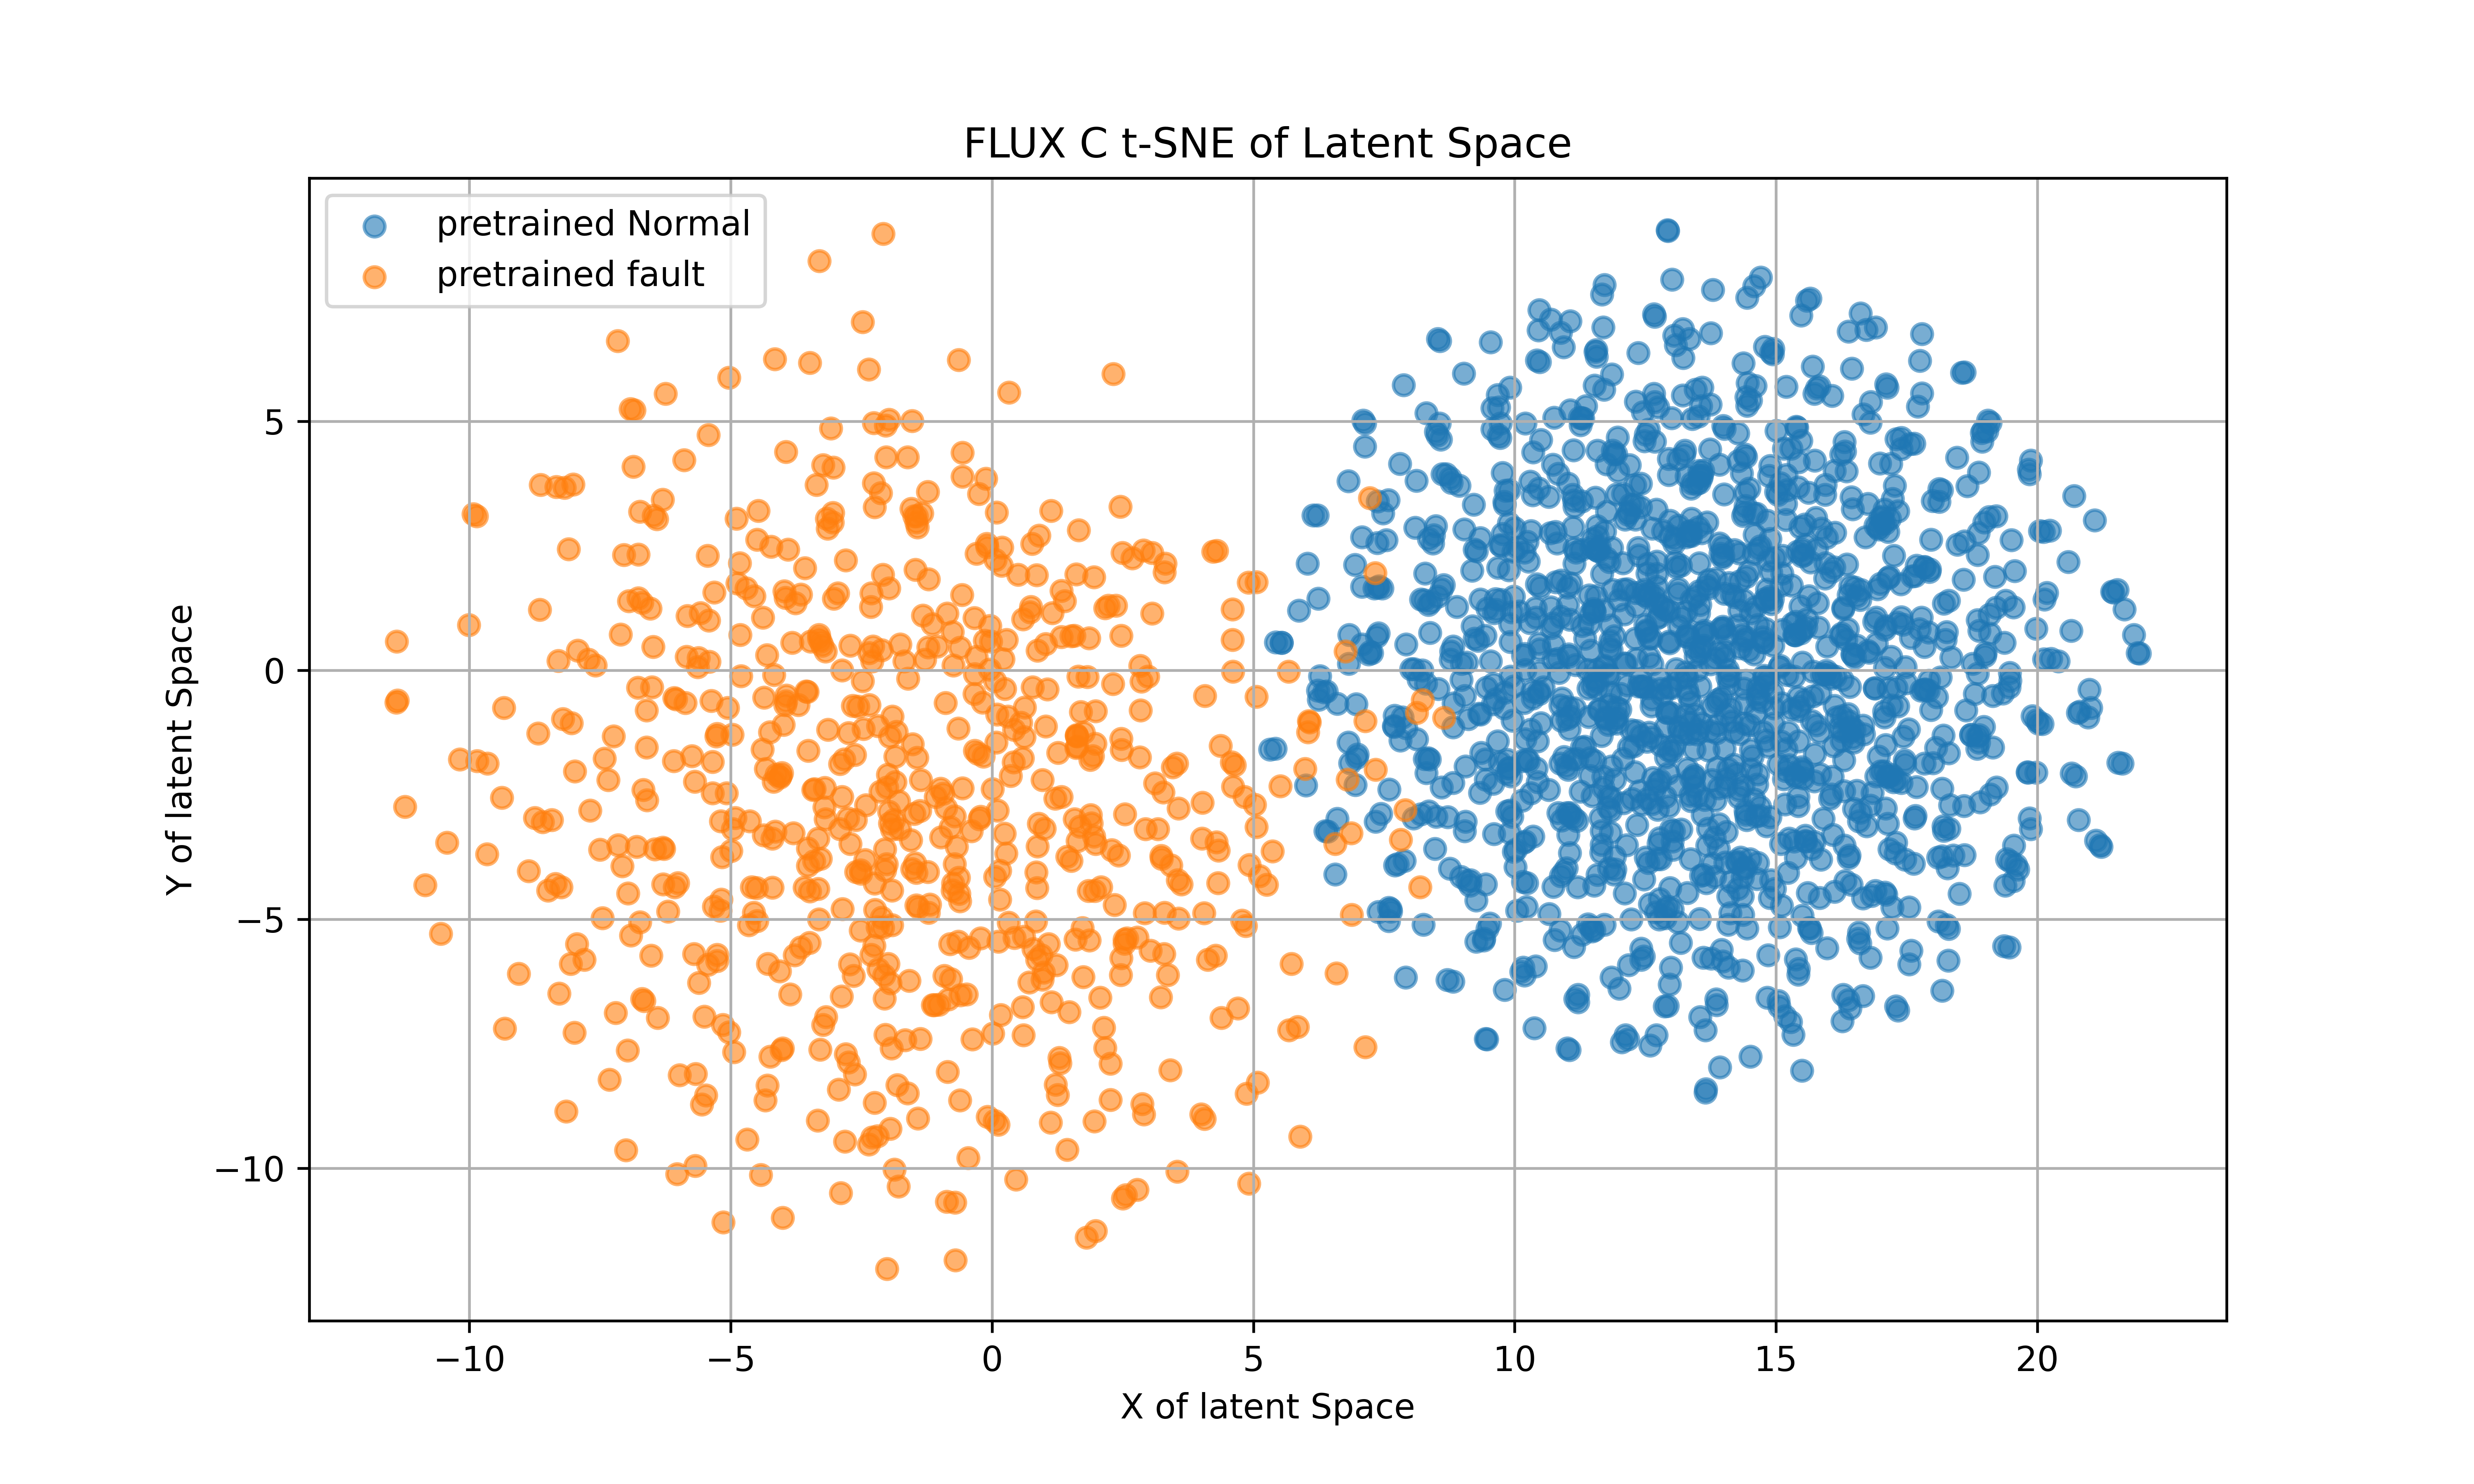 FLUX C t-SNE of Latent Space
pretrained Normal
pretrained fault
Y of latent Space
5
0
−5
−10
−10
−5
0
5
10
15
20
X of latent Space